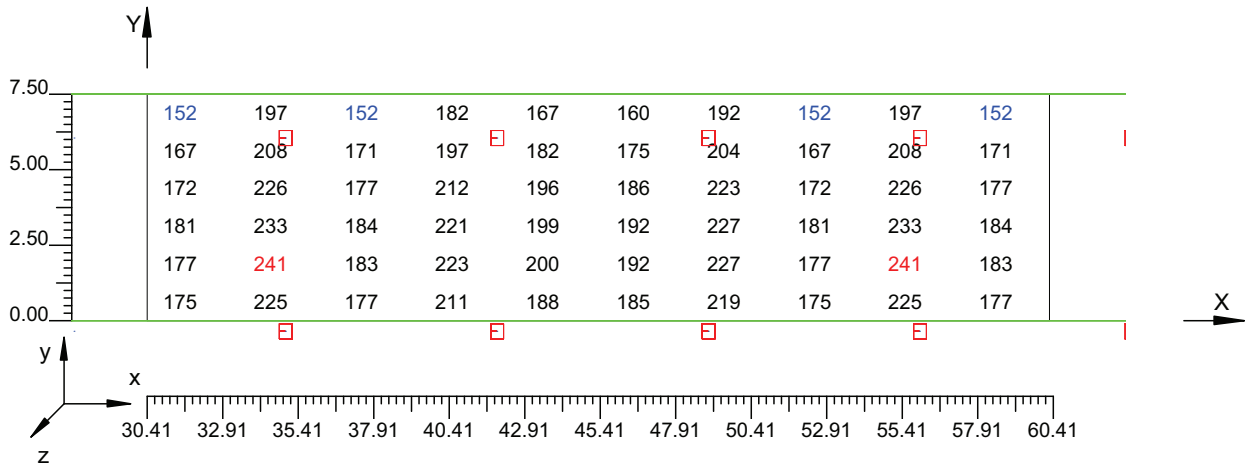 Y
7.50
152 197 152 182 167 160 192 152 197 152
167 208 171 197 182 175 204 167 208 171
5.00
172 226 177 212 196 186 223 172 226 177
181 233 184 221 199 192 227 181 233 184
2.50
177 241 183 223 200 192 227 177 241 183
175 225 177 211 188 185 219 175 225 177
0.00
X
y
x
z
30.41 32.91 35.41 37.91 40.41 42.91 45.41 47.91 50.41 52.91 55.41 57.91 60.41